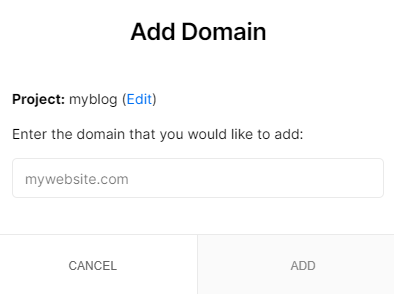 Add Domain
Project: myblog (Edit)
Enter the domain that you would like to add:
mywebsite.com
CANCEL
ADD